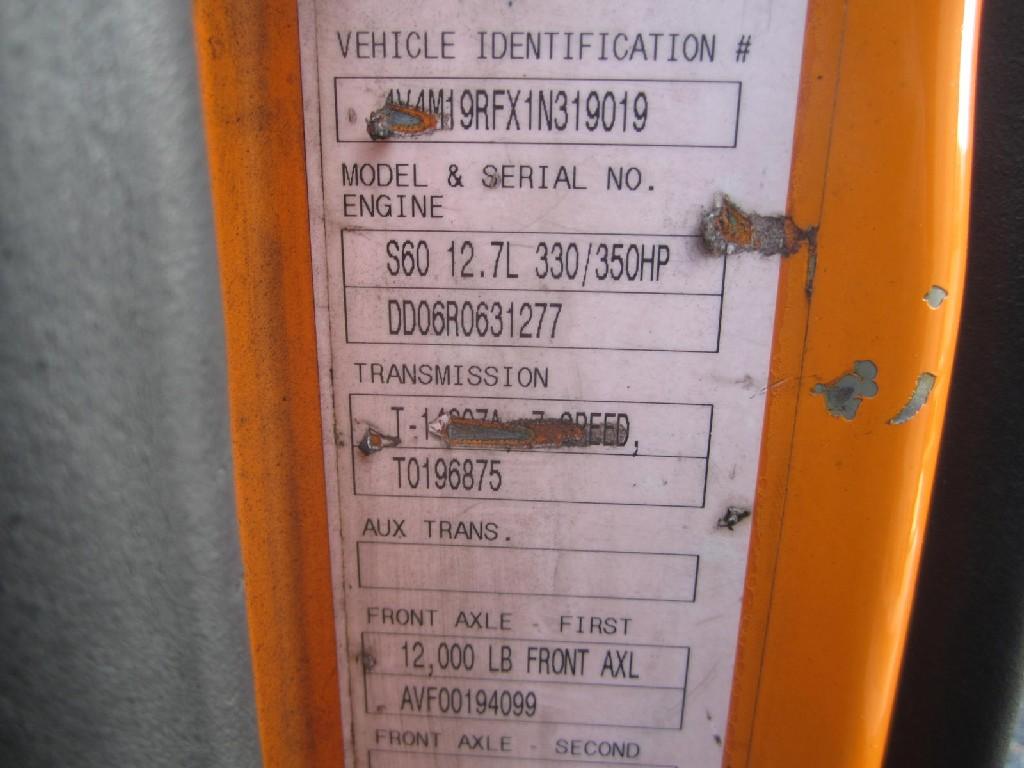 VEHICLE IDENTIFICATION #
4V4M19RFX1N319019
MODEL & SERIAL NO.
ENGINE
S60 12.7L 330/350HP
DD06R0631277
TRANSMISSION
T0196875
AUX TRANS.
FRONT AXLE - FIRST
12,000 LB FRONT AXL
AVF00194099
FRONT AXLE - SECOND